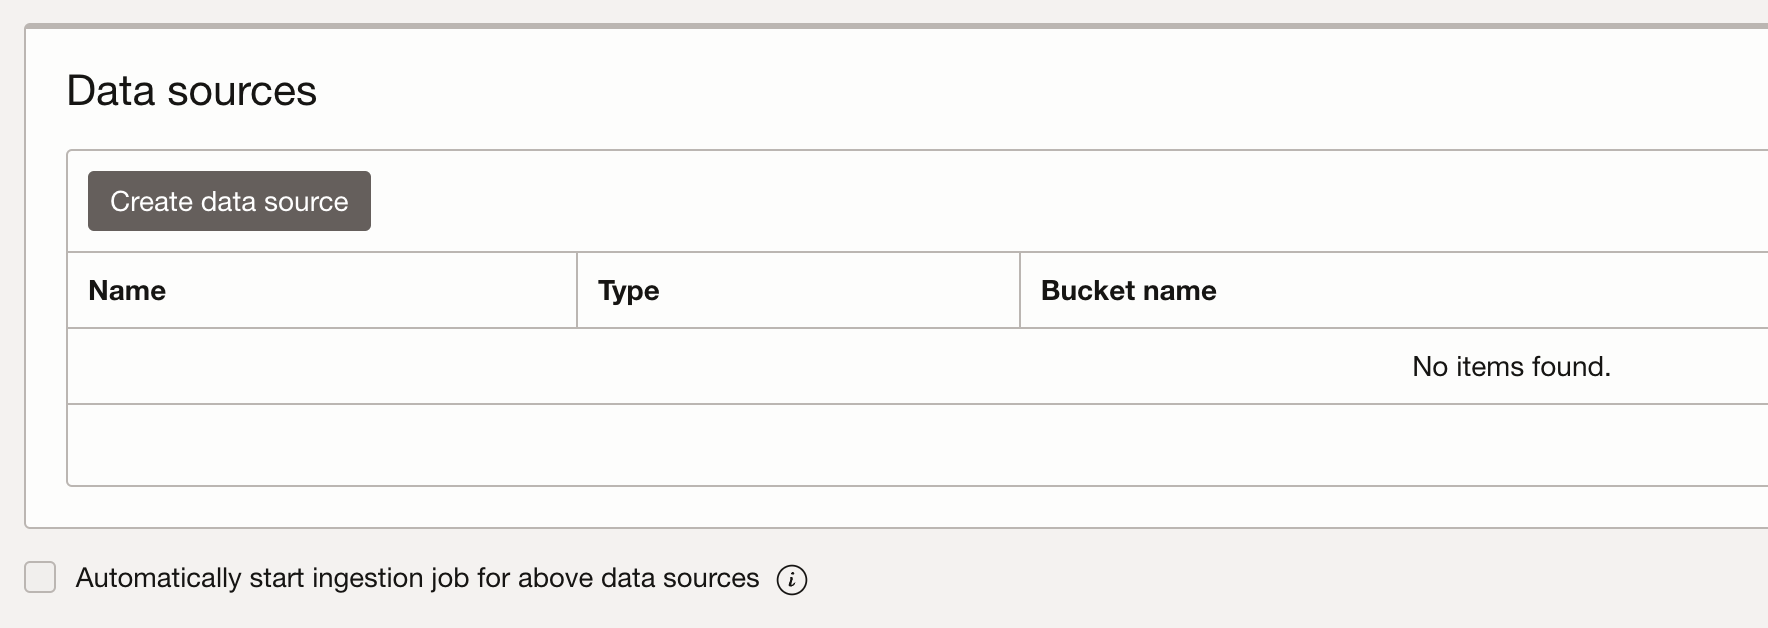 Data sources
Create data source
Name Type Bucket name
No items found.
Automatically start ingestion job for above data sources i